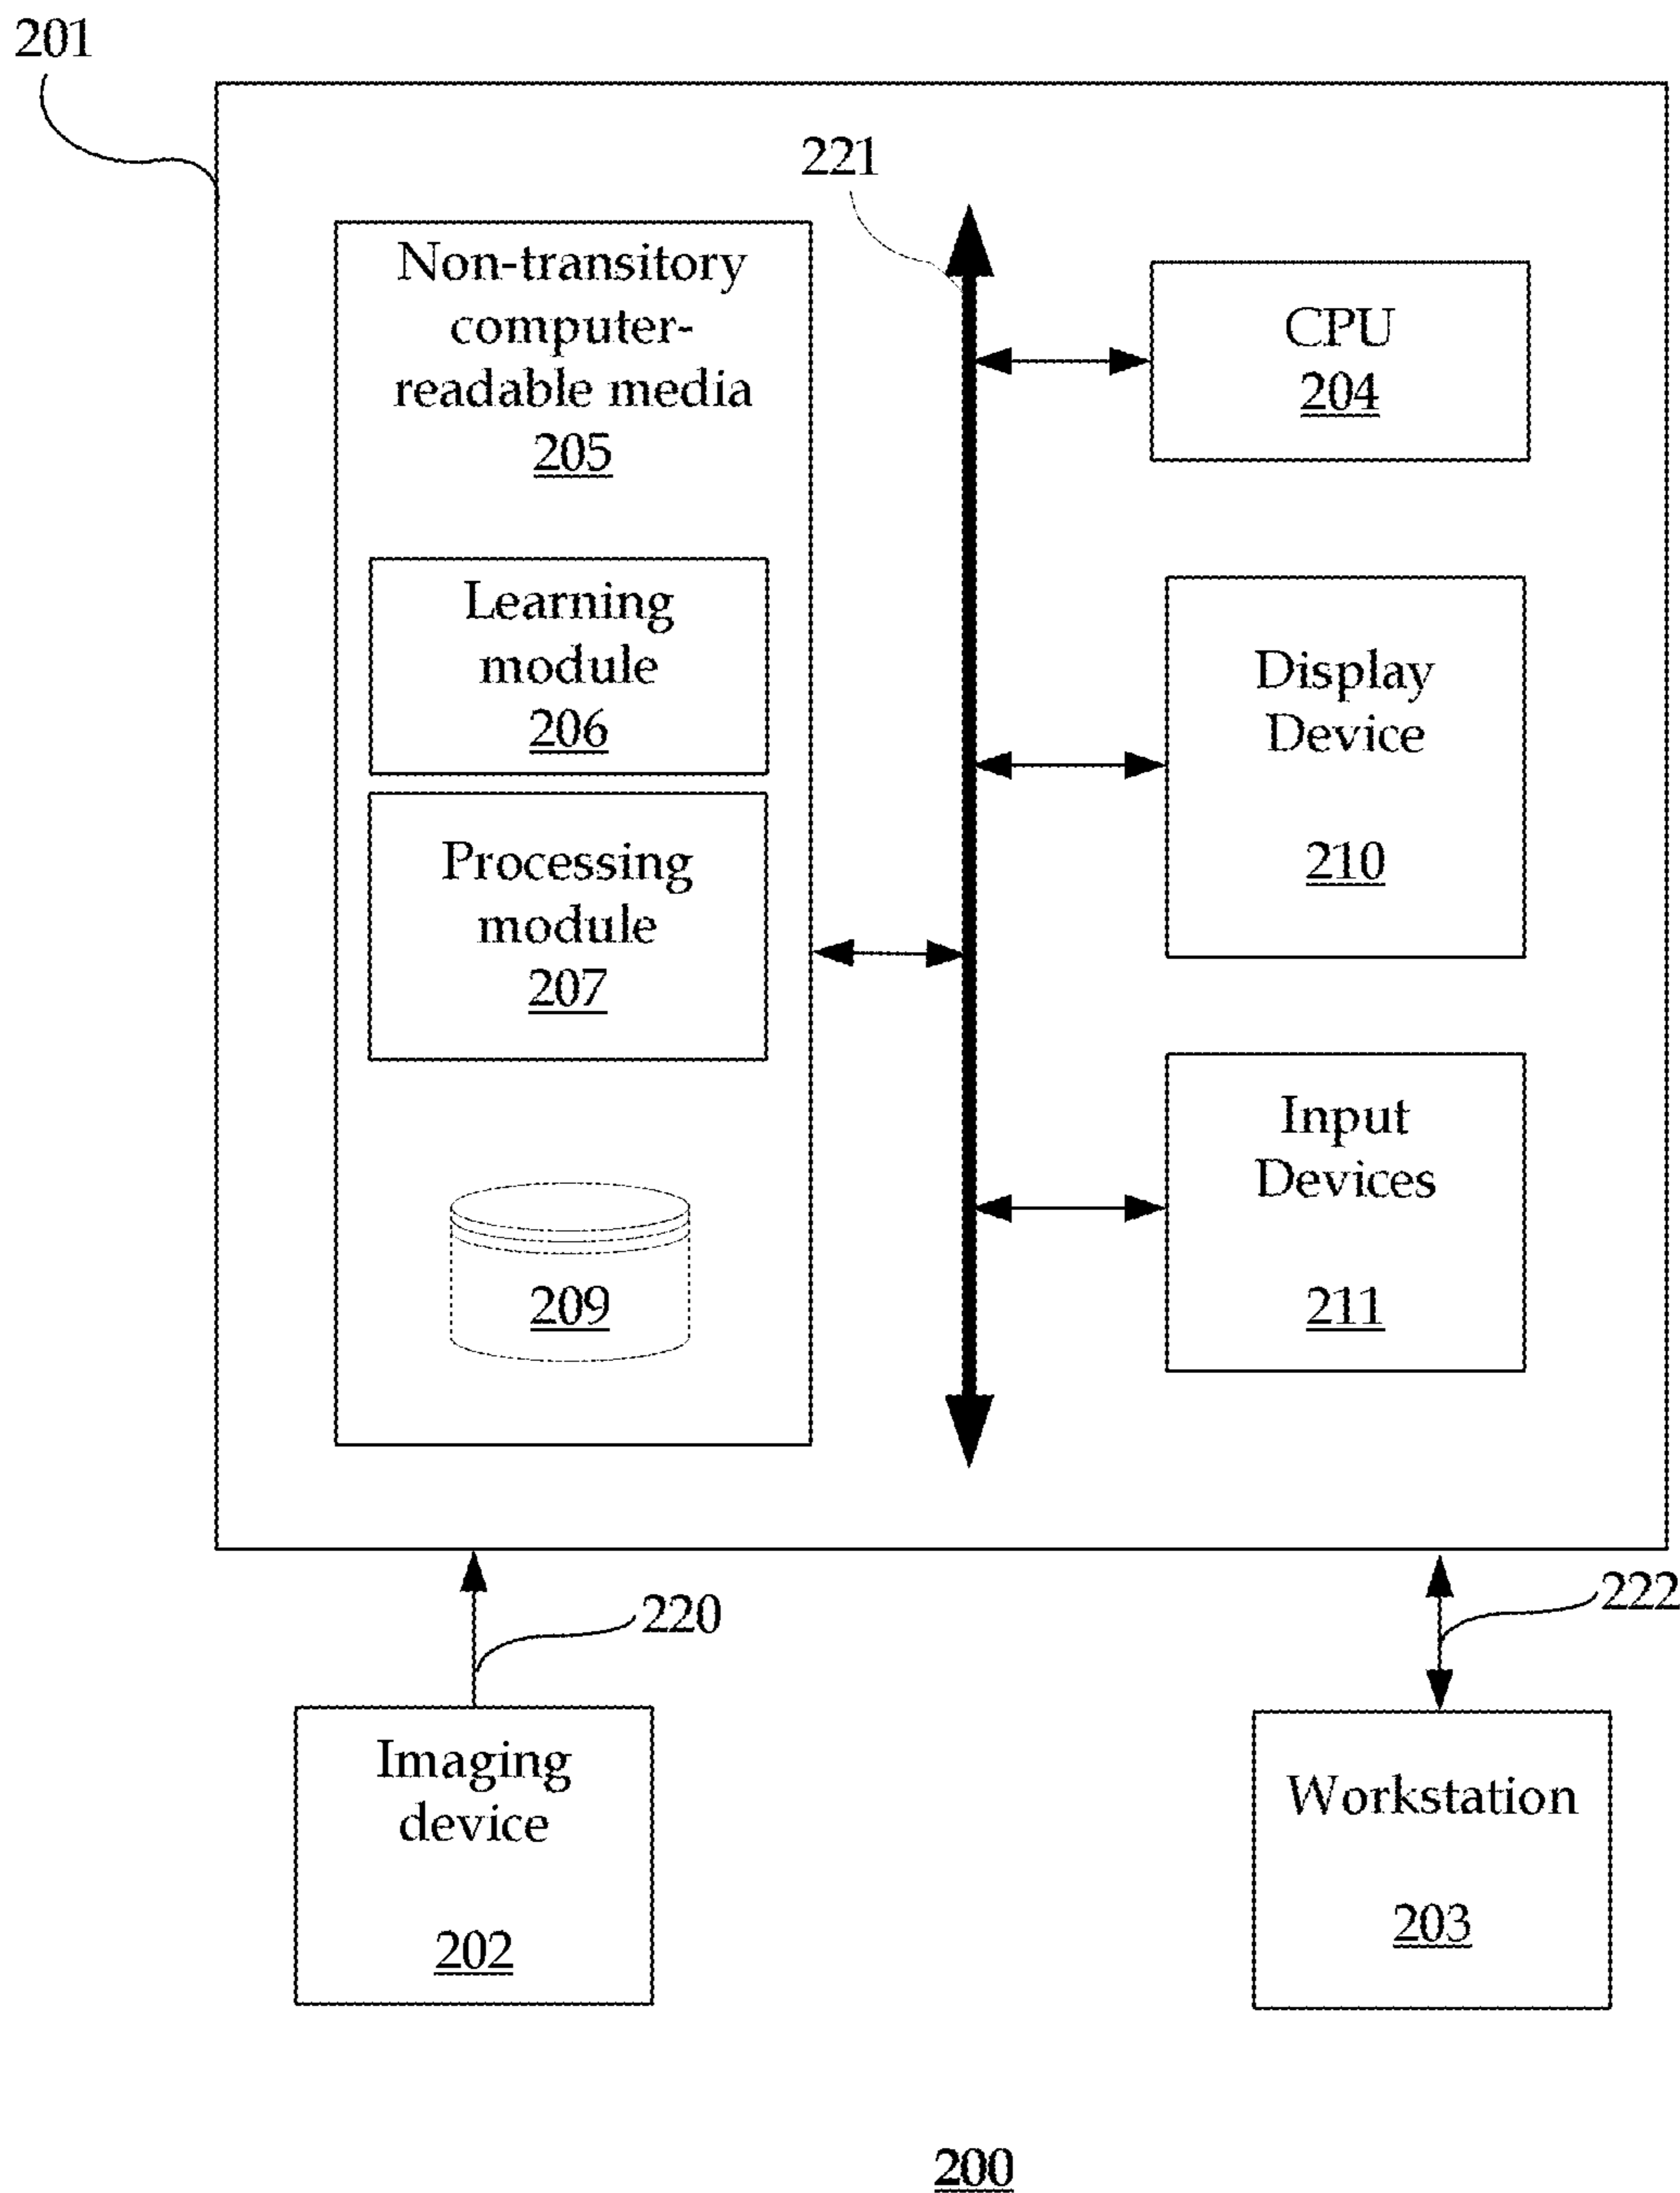 201
221
Non-transitory
computer-
readable media
205
Learning
module
206
Processing
module
207
209
CPU
204
Display
Device
210
Input
Devices
211
220
222
Imaging
device
202
Workstation
203
200